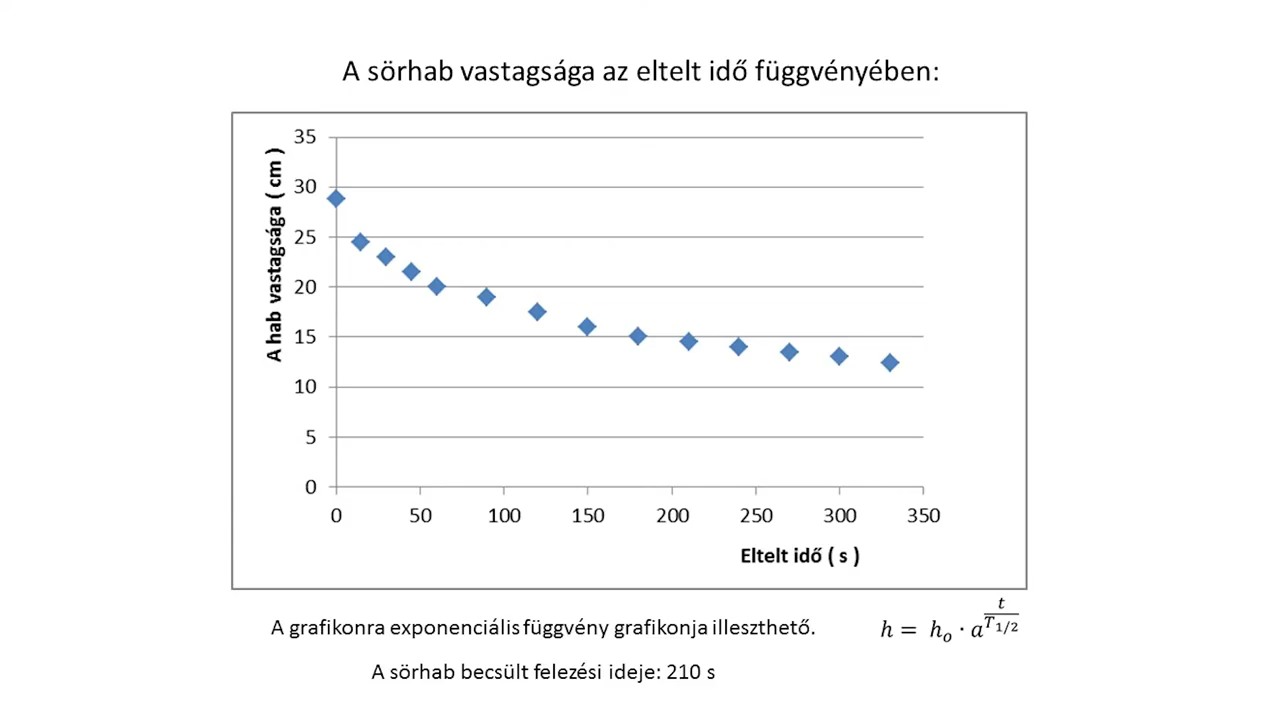 A sörhab vastagsága az eltelt idő függvényében:
A hab vastagsága ( cm )
35
30
25
20
15
10
5
0
0 50 100 150 200 250 300 350
Eltelt idő ( s )
A grafikonra exponenciális függvény grafikonja illeszthető.
h = h₀ · a^(t/T₁/₂)
A sörhab becsült felezési ideje: 210 s